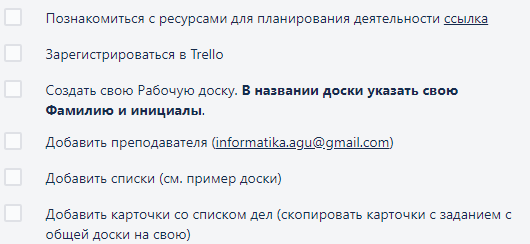 Познакомиться с ресурсами для планирования деятельности ссылка
Зарегистрироваться в Trello
Создать свою Рабочую доску. В названии доски указать свою
Фамилию и инициалы.
Добавить преподавателя (informatika.agu@gmail.com)
Добавить списки (см. пример доски)
Добавить карточки со списком дел (скопировать карточки с заданием с
общей доски на свою)